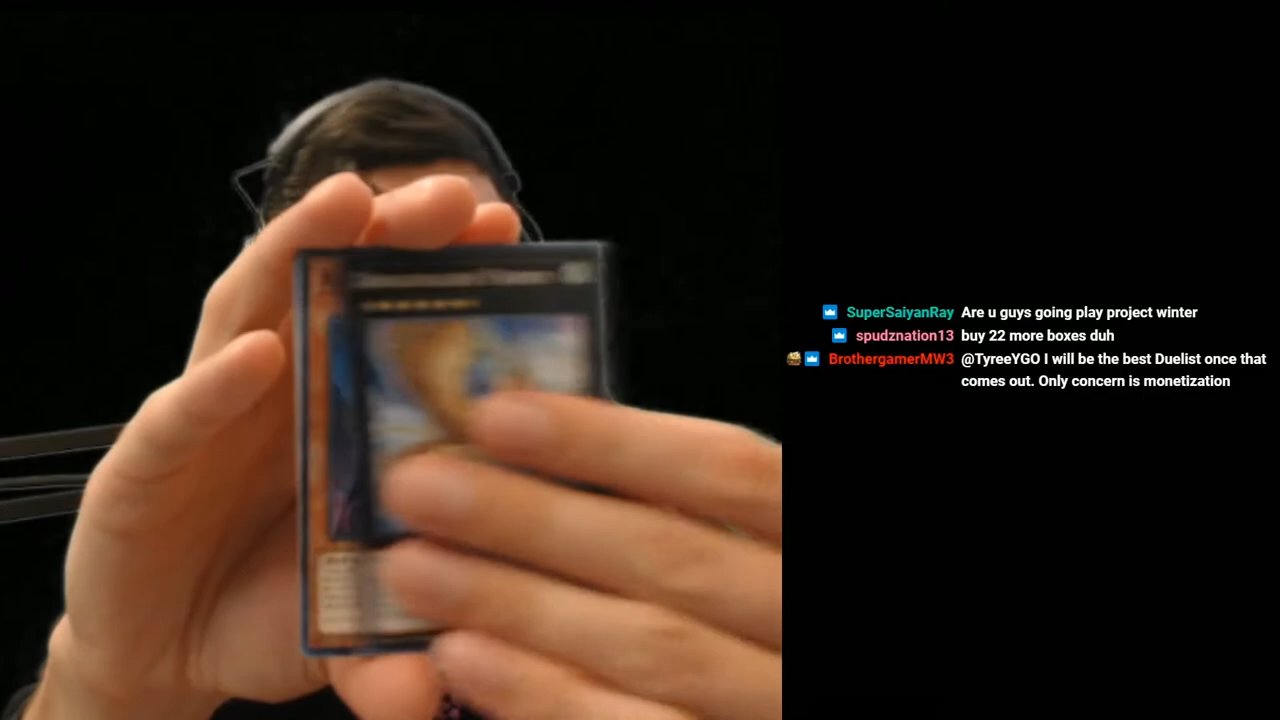 SuperSaiyanRay Are u guys going play project winter
spudznation13 buy 22 more boxes duh
BrothergamerMW3 @TyreeYGO I will be the best Duelist once that
comes out. Only concern is monetization